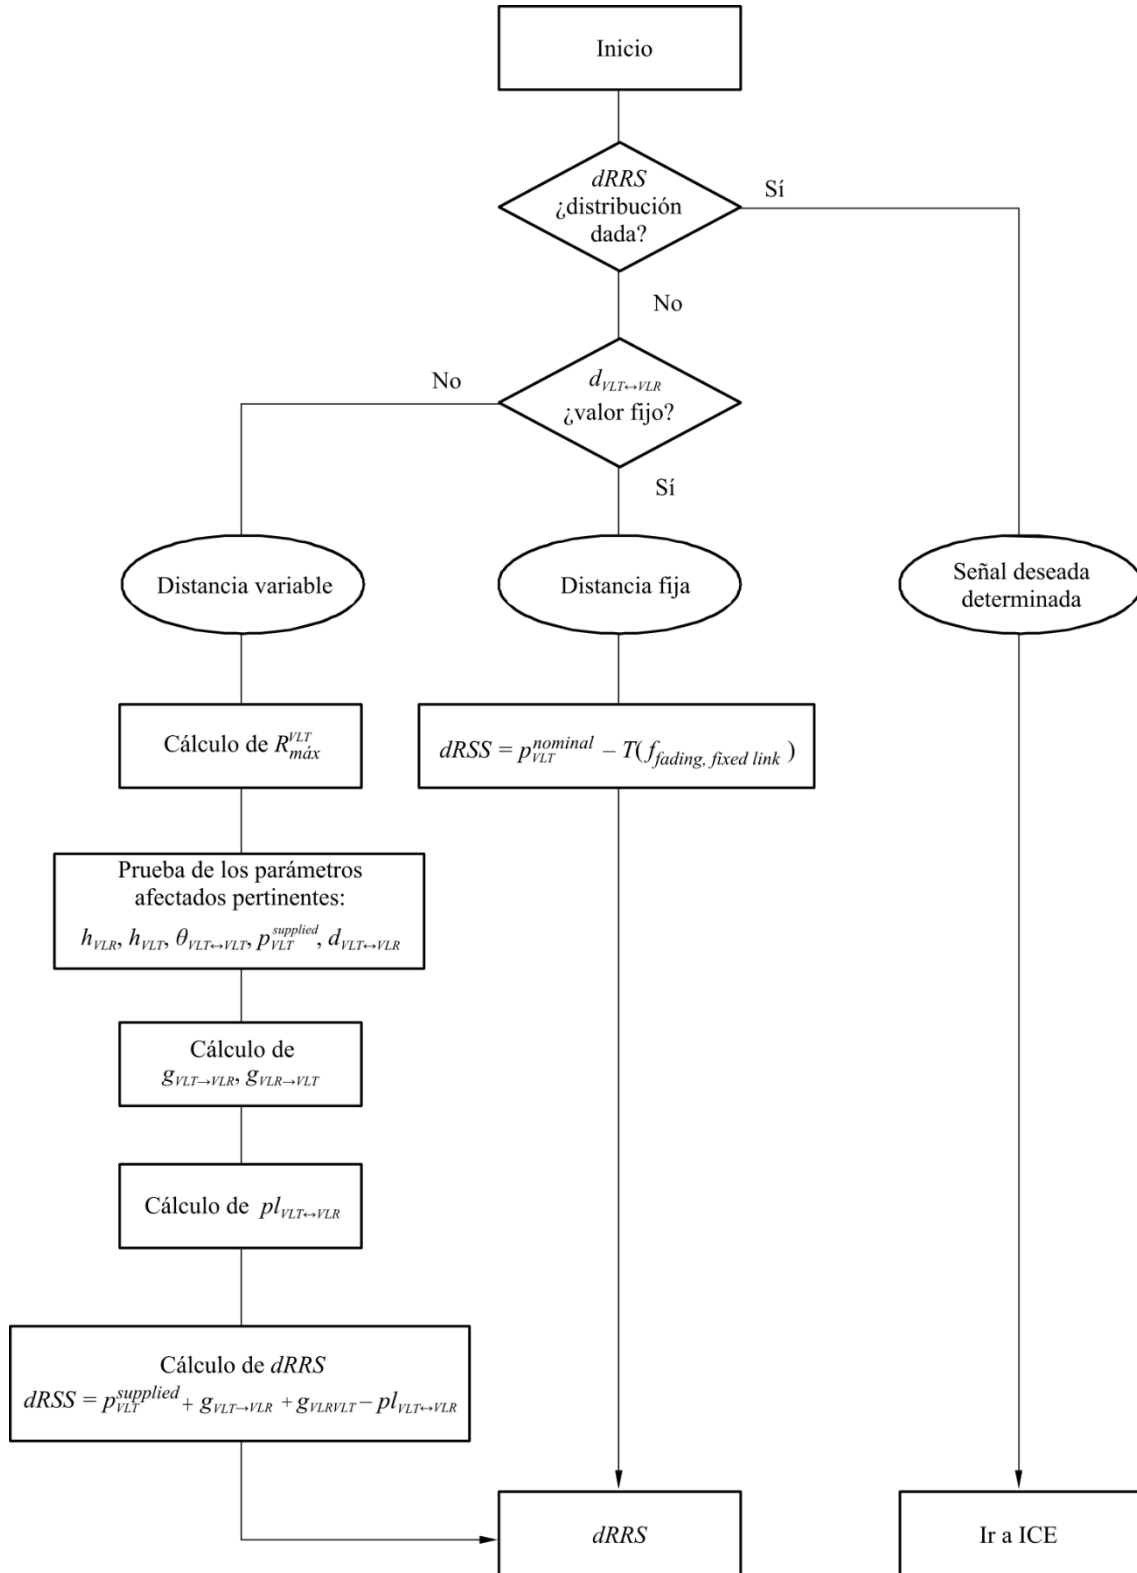 Inicio
dRRS
¿distribución
dada?
Sí
No
d_{VLT↔VLR}
¿valor fijo?
No
Sí
Distancia variable
Distancia fija
Señal deseada
determinada
Cálculo de R_{máx}^{VLT}
dRSS = p_{VLT}^{nominal} – T(f_{fading, fixed link} )
Prueba de los parámetros
afectados pertinentes:
h_{VLR}, h_{VLT}, θ_{VLT↔VLT}, p_{VLT}^{supplied}, d_{VLT↔VLR}
Cálculo de
g_{VLT→VLR}, g_{VLR→VLT}
Cálculo de pl_{VLT↔VLR}
Cálculo de dRRS
dRSS = p_{VLT}^{supplied} + g_{VLT→VLR} + g_{VLRVLT} – pl_{VLT↔VLR}
dRRS
Ir a ICE